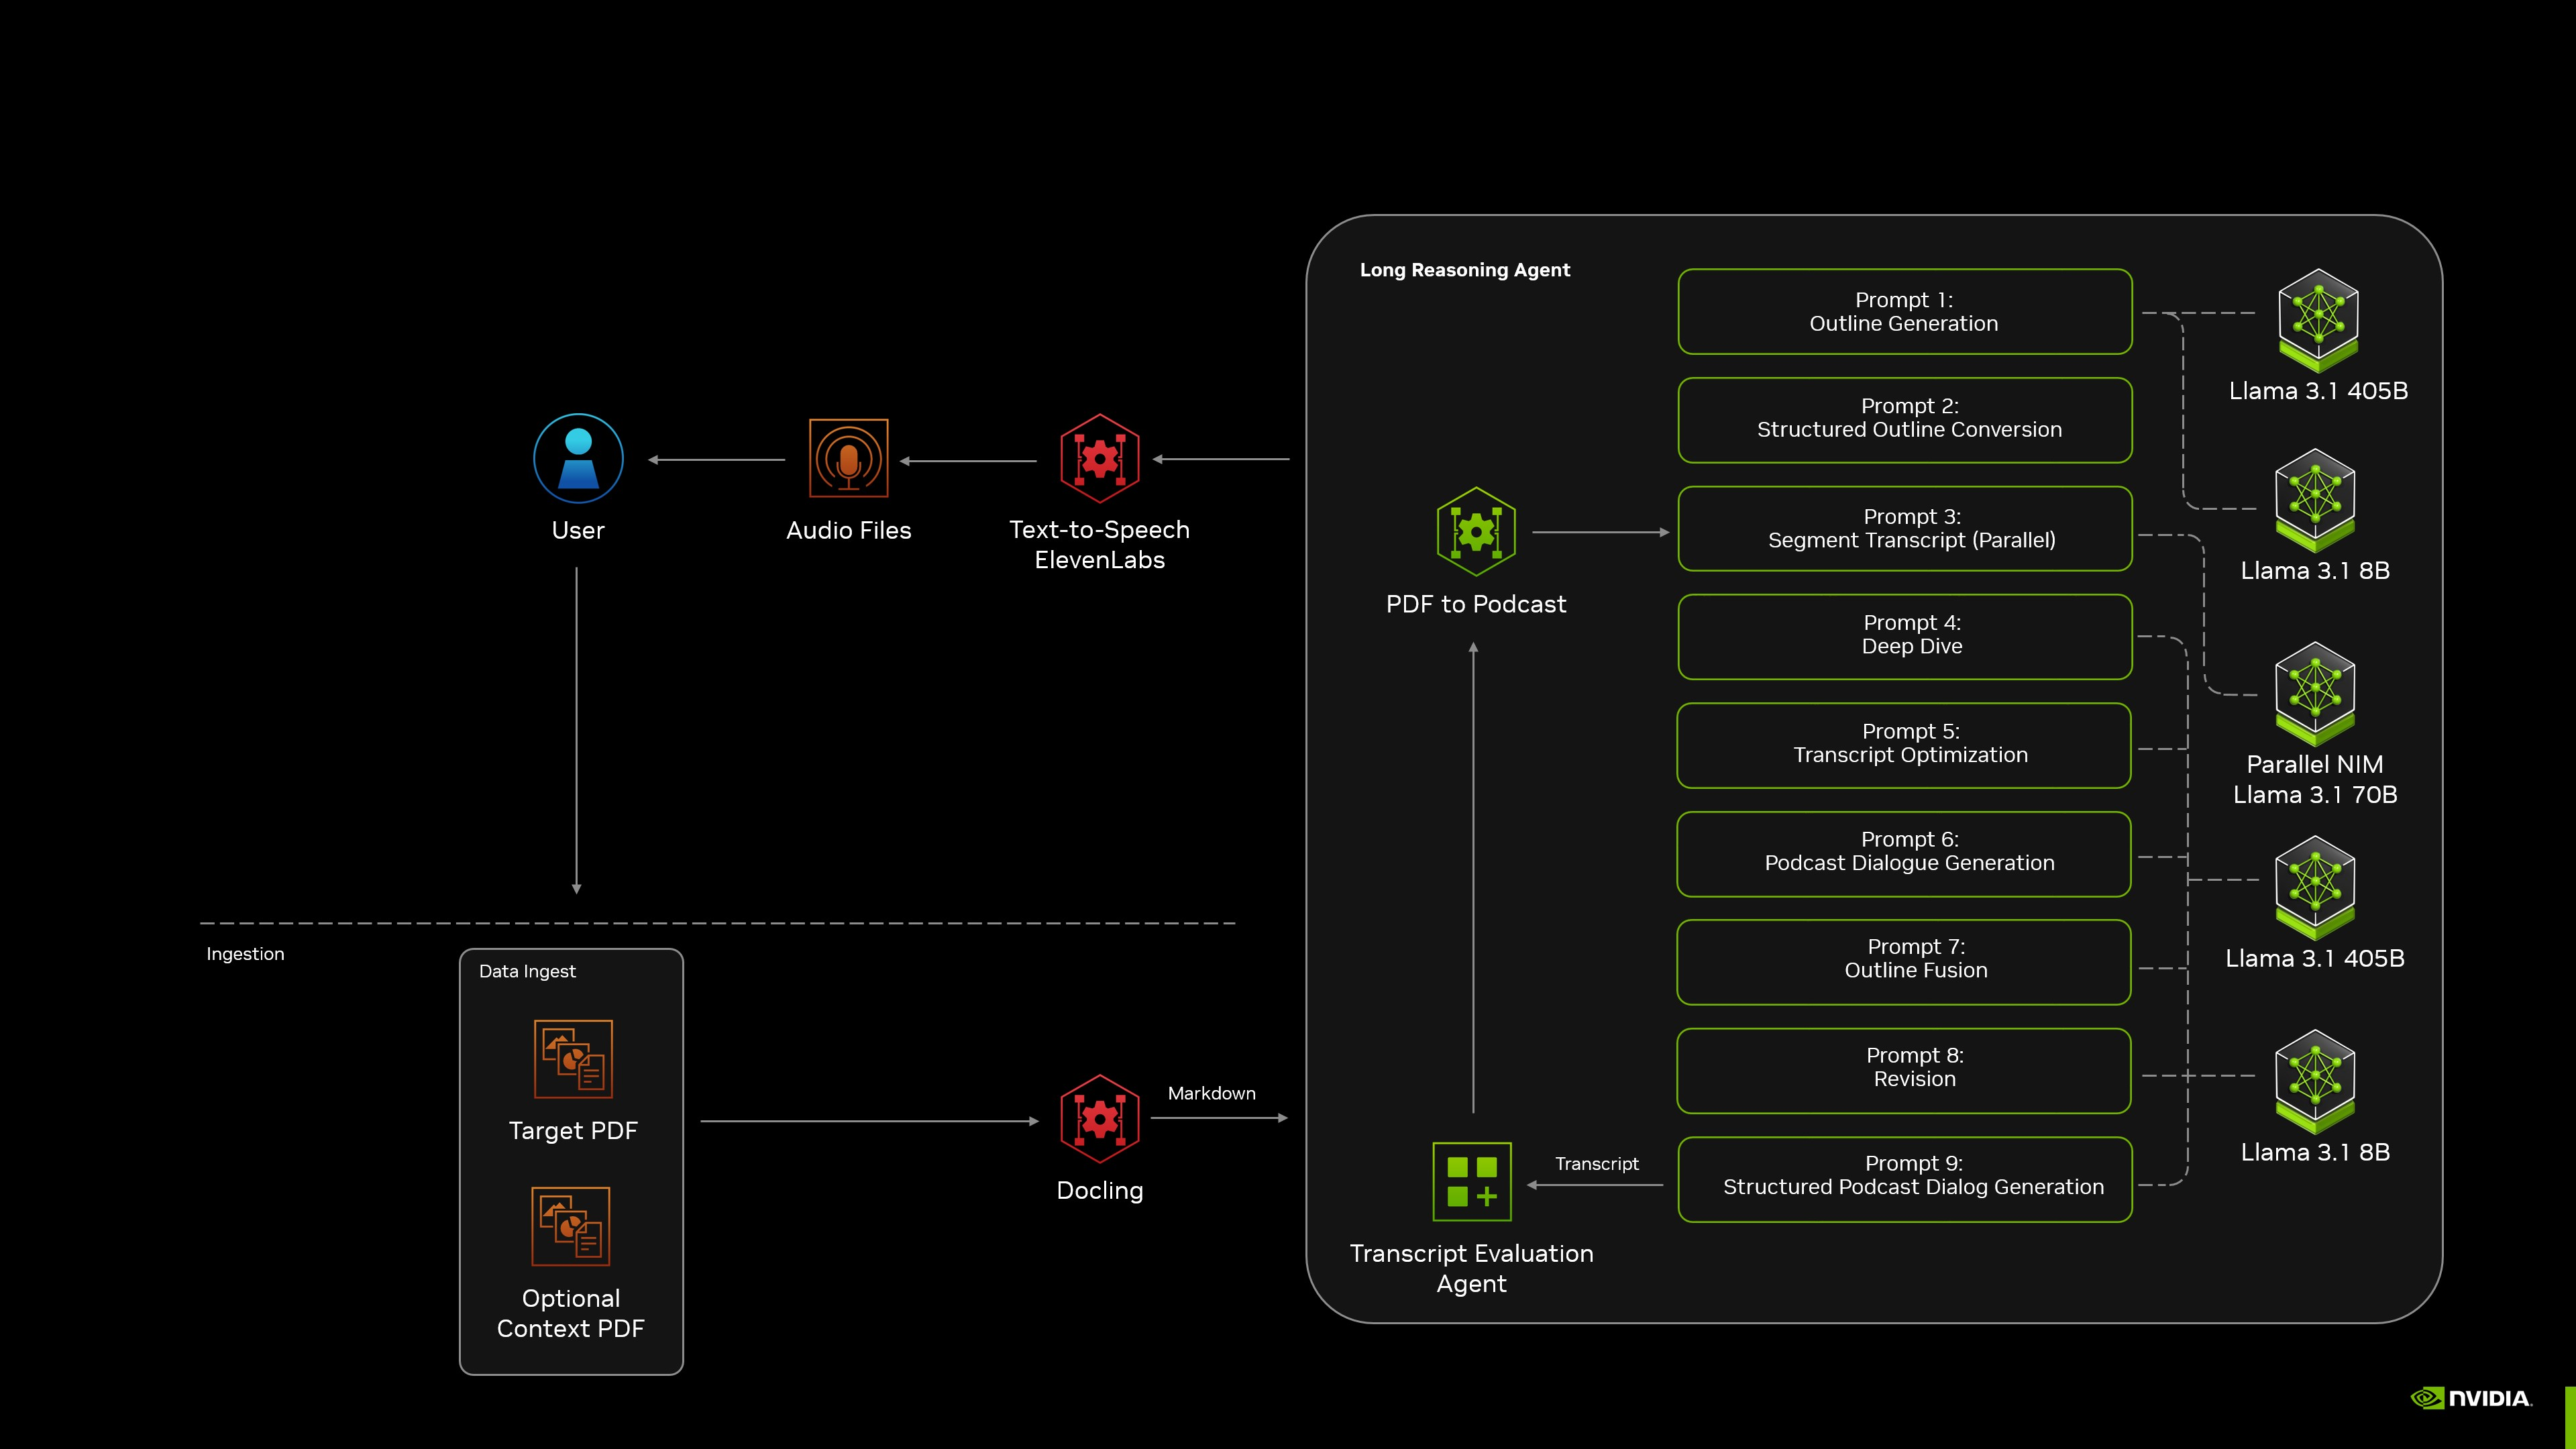 Long Reasoning Agent
Prompt 1:
Outline Generation
Prompt 2:
Structured Outline Conversion
Prompt 3:
Segment Transcript (Parallel)
Prompt 4:
Deep Dive
Prompt 5:
Transcript Optimization
Prompt 6:
Podcast Dialogue Generation
Prompt 7:
Outline Fusion
Prompt 8:
Revision
Prompt 9:
Structured Podcast Dialog Generation
Llama 3.1 405B
Llama 3.1 8B
Parallel NIM
Llama 3.1 70B
Llama 3.1 405B
Llama 3.1 8B
PDF to Podcast
Transcript
Transcript Evaluation
Agent
User
Audio Files
Text-to-Speech
ElevenLabs
Ingestion
Data Ingest
Target PDF
Optional
Context PDF
Docling
Markdown
NVIDIA.